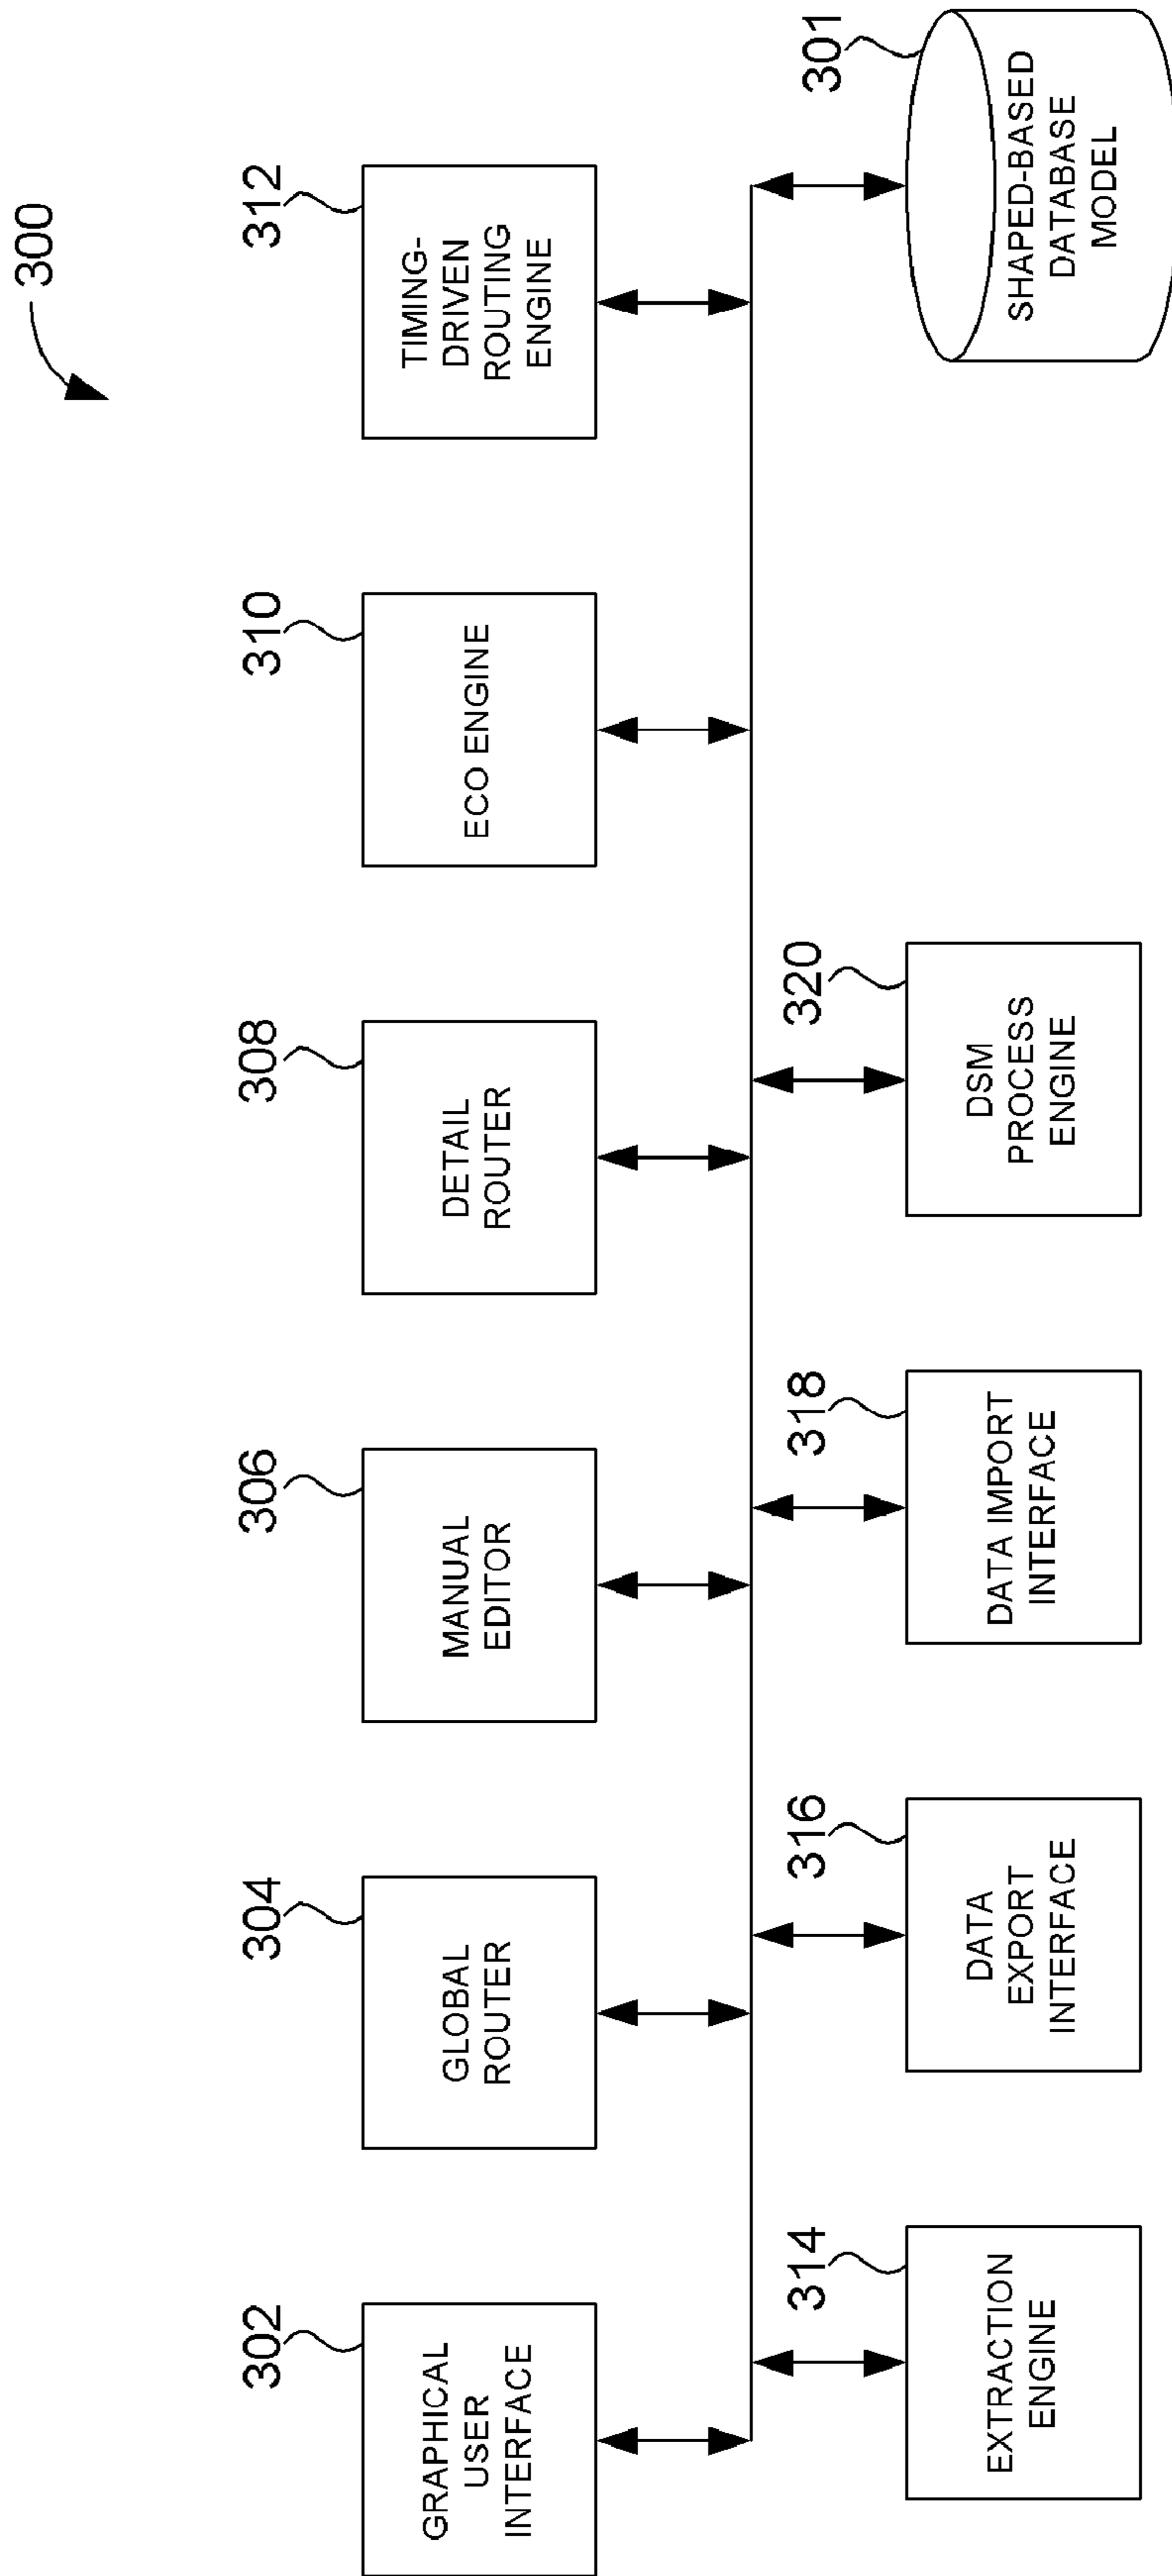 300
302
GRAPHICAL
USER
INTERFACE
304
GLOBAL
ROUTER
306
MANUAL
EDITOR
308
DETAIL
ROUTER
310
ECO ENGINE
312
TIMING-
DRIVEN
ROUTING
ENGINE
314
EXTRACTION
ENGINE
316
DATA
EXPORT
INTERFACE
318
DATA IMPORT
INTERFACE
320
DSM
PROCESS
ENGINE
301
SHAPED-BASED
DATABASE
MODEL